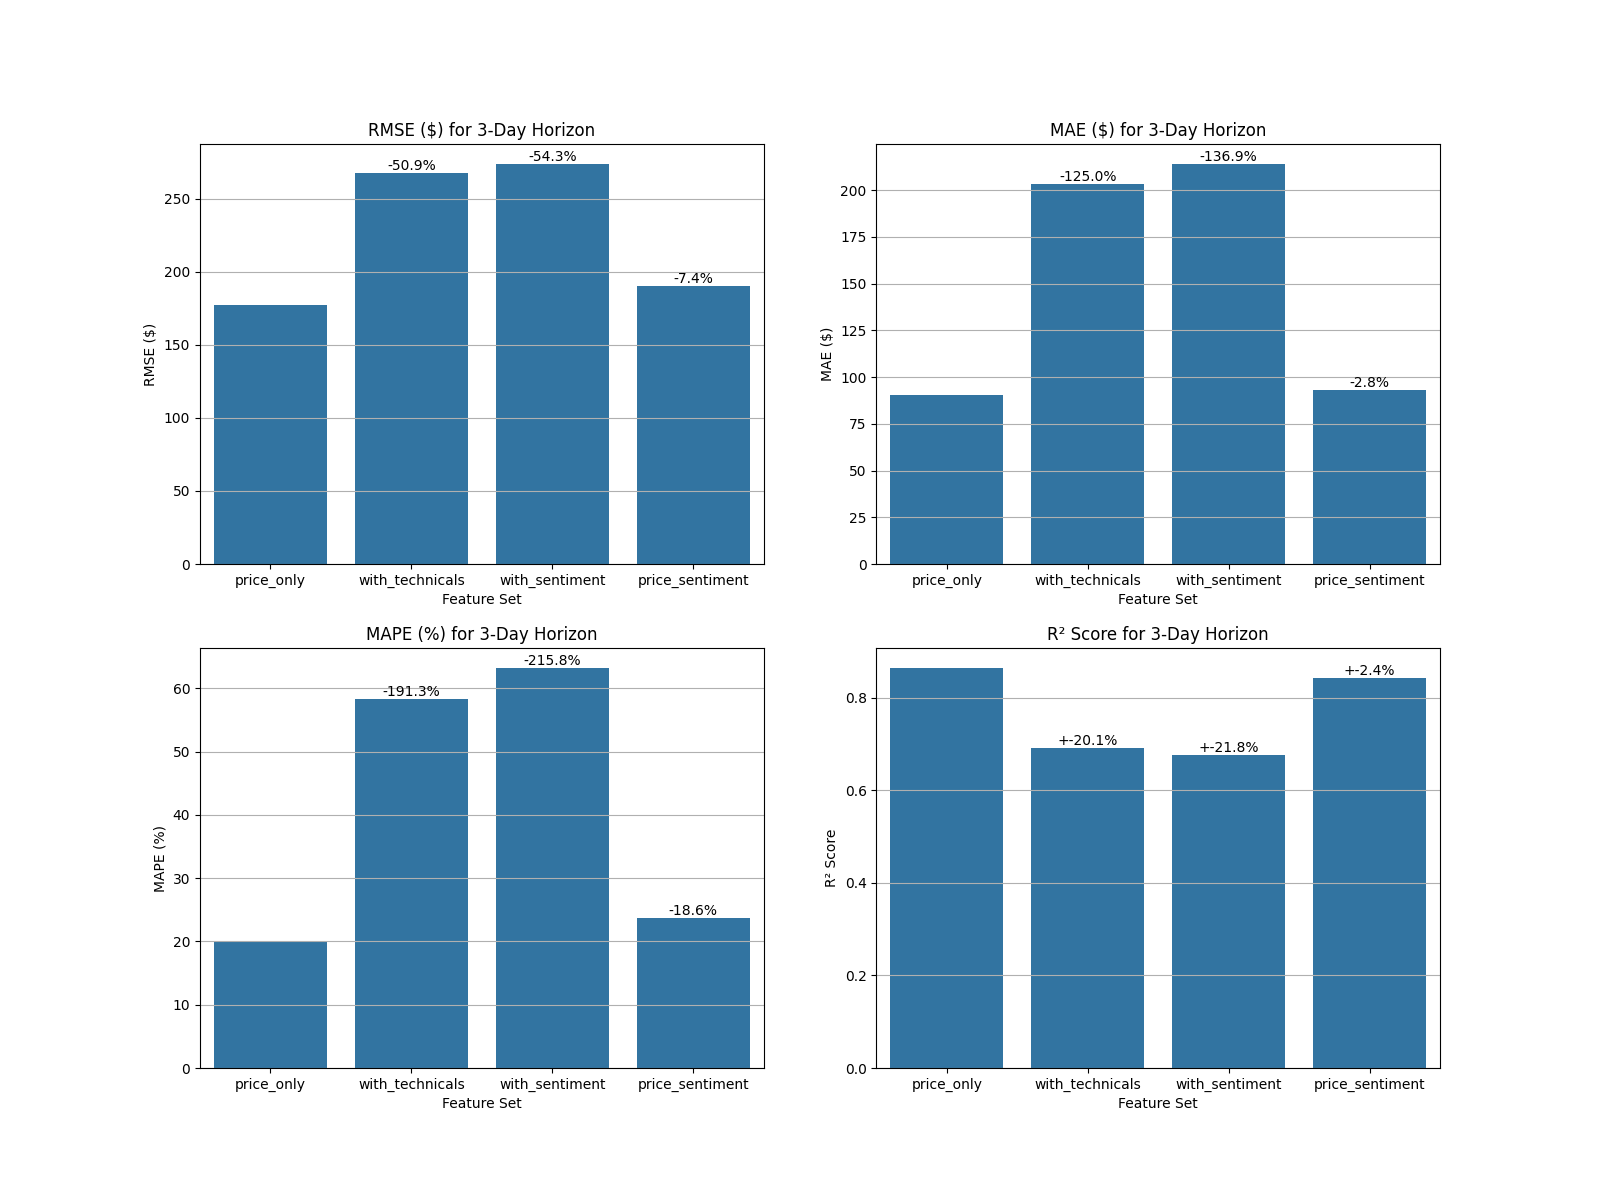 RMSE ($) for 3-Day Horizon
-50.9%
-54.3%
-7.4%
250
200
150
100
50
0
RMSE ($)
price_only
with_technicals
with_sentiment
price_sentiment
Feature Set
MAE ($) for 3-Day Horizon
-125.0%
-136.9%
-2.8%
200
175
150
125
100
75
50
25
0
MAE ($)
price_only
with_technicals
with_sentiment
price_sentiment
Feature Set
MAPE (%) for 3-Day Horizon
-191.3%
-215.8%
-18.6%
60
50
40
30
20
10
0
MAPE (%)
price_only
with_technicals
with_sentiment
price_sentiment
Feature Set
R² Score for 3-Day Horizon
+-20.1%
+-21.8%
+-2.4%
0.8
0.6
0.4
0.2
0.0
R² Score
price_only
with_technicals
with_sentiment
price_sentiment
Feature Set